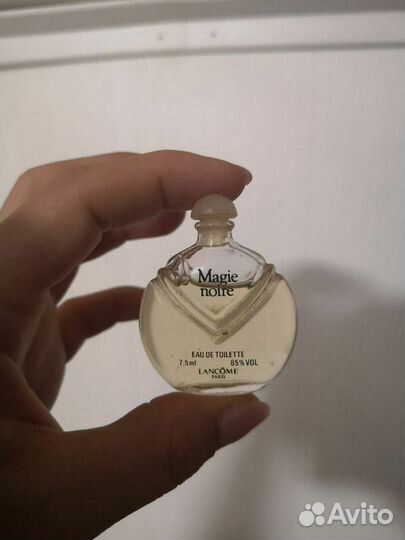 Magie
noire
EAU DE TOILETTE
7,5 ml 85% VOL
LANCÔME
PARIS
Avito